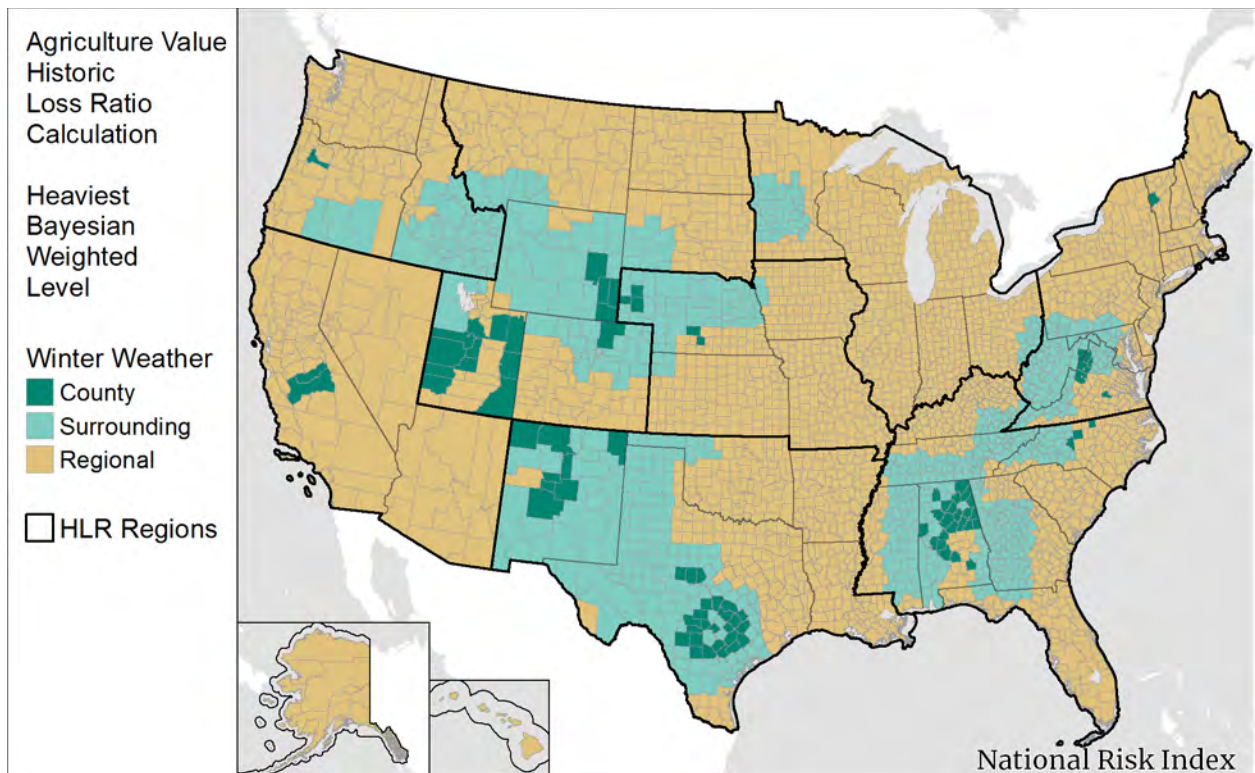 Agriculture Value
Historic
Loss Ratio
Calculation
Heaviest
Bayesian
Weighted
Level
Winter Weather
County
Surrounding
Regional
HLR Regions
National Risk Index